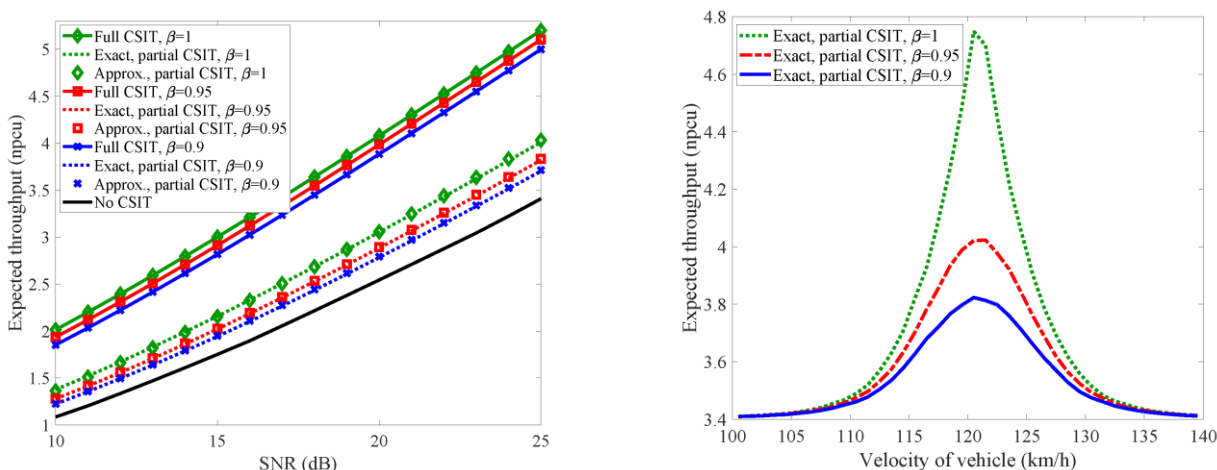 Full CSIT, β=1
Exact, partial CSIT, β=1
Approx., partial CSIT, β=1
Full CSIT, β=0.95
Exact, partial CSIT, β=0.95
Approx., partial CSIT, β=0.95
Full CSIT, β=0.9
Exact, partial CSIT, β=0.9
Approx., partial CSIT, β=0.9
No CSIT
Expected throughput (npcu)
5
4.5
4
3.5
3
2.5
2
1.5
1
10
15
20
25
SNR (dB)
Exact, partial CSIT, β=1
Exact, partial CSIT, β=0.95
Exact, partial CSIT, β=0.9
Expected throughput (npcu)
4.8
4.6
4.4
4.2
4
3.8
3.6
3.4
100
105
110
115
120
125
130
135
140
Velocity of vehicle (km/h)